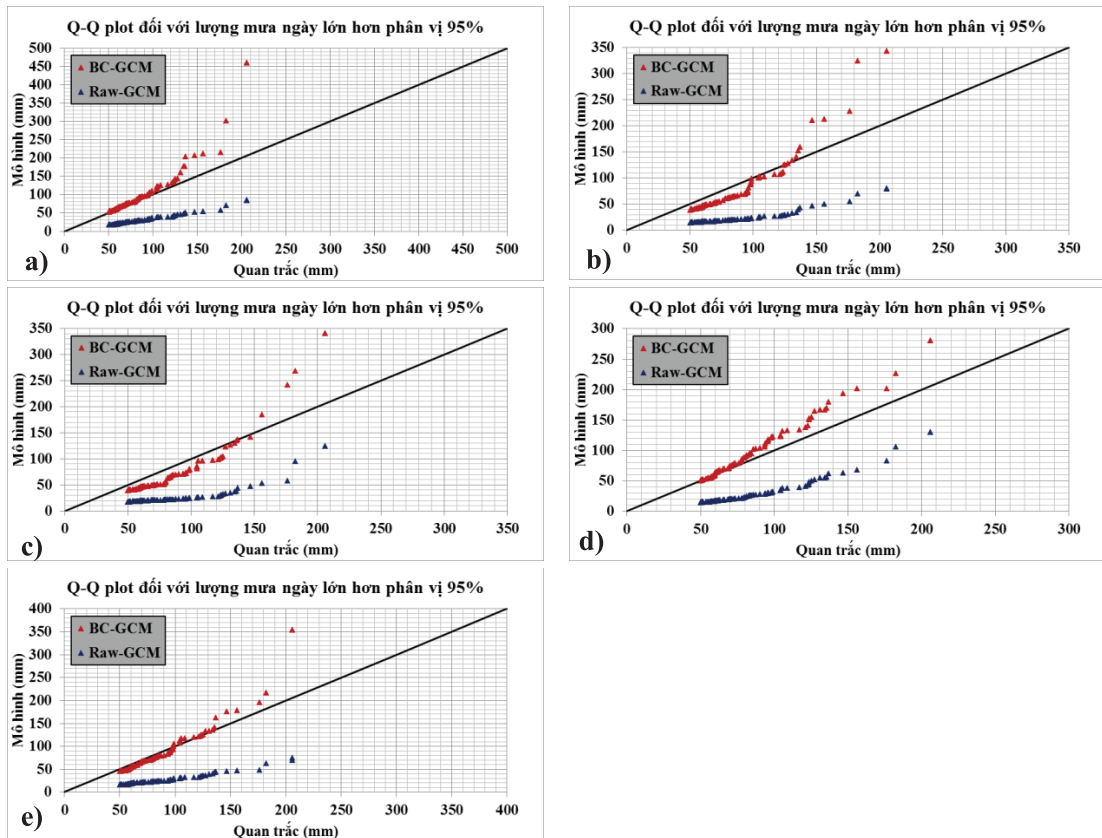 Q-Q plot đối với lượng mưa ngày lớn hơn phân vị 95%
500
450
400
350
300
250
200
150
100
50
0
Mô hình (mm)
BC-GCM
Raw-GCM
0 50 100 150 200 250 300 350 400 450 500
Quan trắc (mm)
a)
Q-Q plot đối với lượng mưa ngày lớn hơn phân vị 95%
350
300
250
200
150
100
50
0
Mô hình (mm)
BC-GCM
Raw-GCM
0 50 100 150 200 250 300 350
Quan trắc (mm)
b)
Q-Q plot đối với lượng mưa ngày lớn hơn phân vị 95%
350
300
250
200
150
100
50
0
Mô hình (mm)
BC-GCM
Raw-GCM
0 50 100 150 200 250 300 350
Quan trắc (mm)
c)
Q-Q plot đối với lượng mưa ngày lớn hơn phân vị 95%
300
250
200
150
100
50
0
Mô hình (mm)
BC-GCM
Raw-GCM
0 50 100 150 200 250 300
Quan trắc (mm)
d)
Q-Q plot đối với lượng mưa ngày lớn hơn phân vị 95%
400
350
300
250
200
150
100
50
0
Mô hình (mm)
BC-GCM
Raw-GCM
0 50 100 150 200 250 300 350 400
Quan trắc (mm)
e)